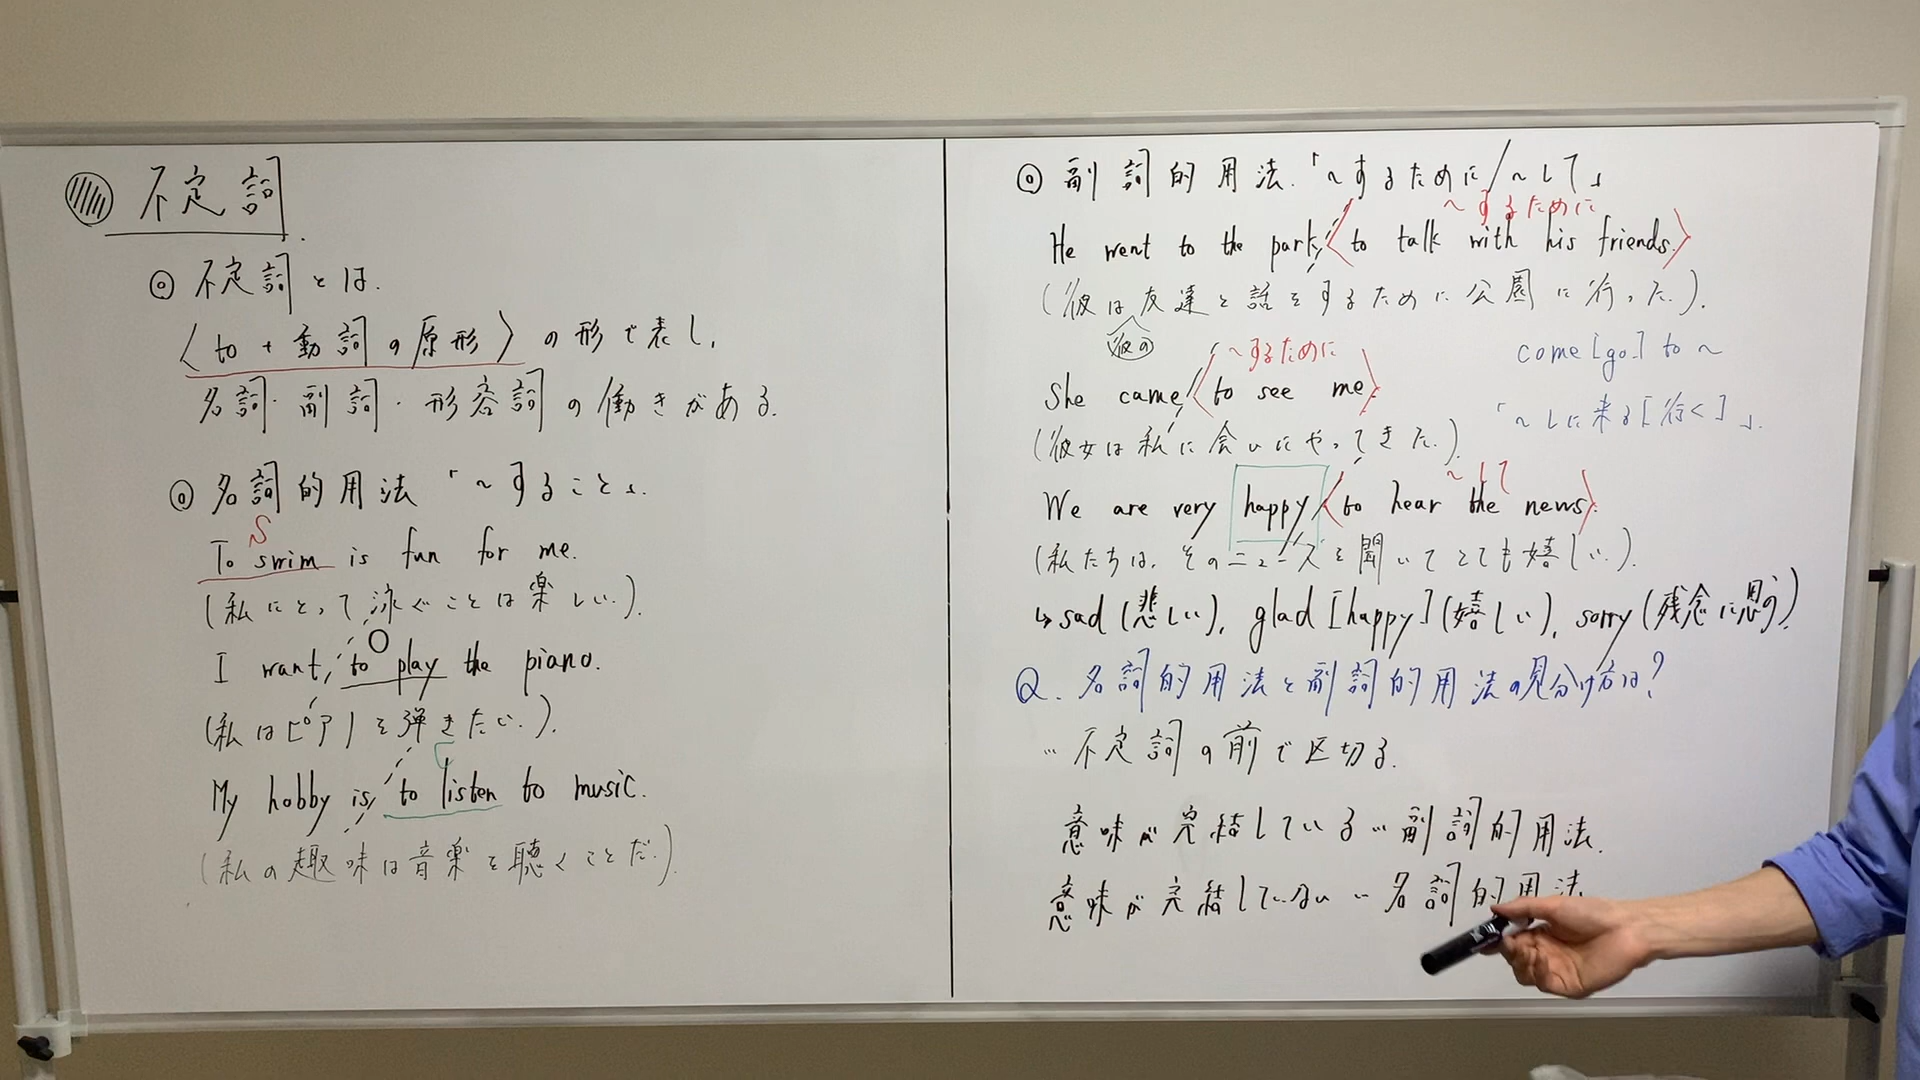 不定詞
◎ 不定詞とは.
〈to + 動詞の原形〉の形で表し,
名詞・副詞・形容詞の働きがある.
◎ 名詞的用法「～すること」.
S
To swim is fun for me.
(私にとって泳ぐことは楽しい.).
O
I want to play the piano.
(私はピアノを弾きたい.).
C
My hobby is to listen to music.
(私の趣味は音楽を聴くことだ.)
◎ 副詞的用法.「～するために/～して」
～するために
He went to the park 〈to talk with his friends.〉
(彼は友達と話をするために公園に行った.).
彼の
～するために
She came 〈to see me.〉
(彼女は私に会いにやってきた.)
come [go] to ～
「～しに来る[行く]」.
～して
We are very happy 〈to hear the news〉.
(私たちは, そのニュースを聞いてとても嬉しい.).
↳ sad (悲しい), glad [happy] (嬉しい), sorry (残念に思う)
Q. 名詞的用法と副詞的用法の見分け方は?
… 不定詞の前で区切る.
意味が完結している … 副詞的用法.
意味が完結していない … 名詞的用法